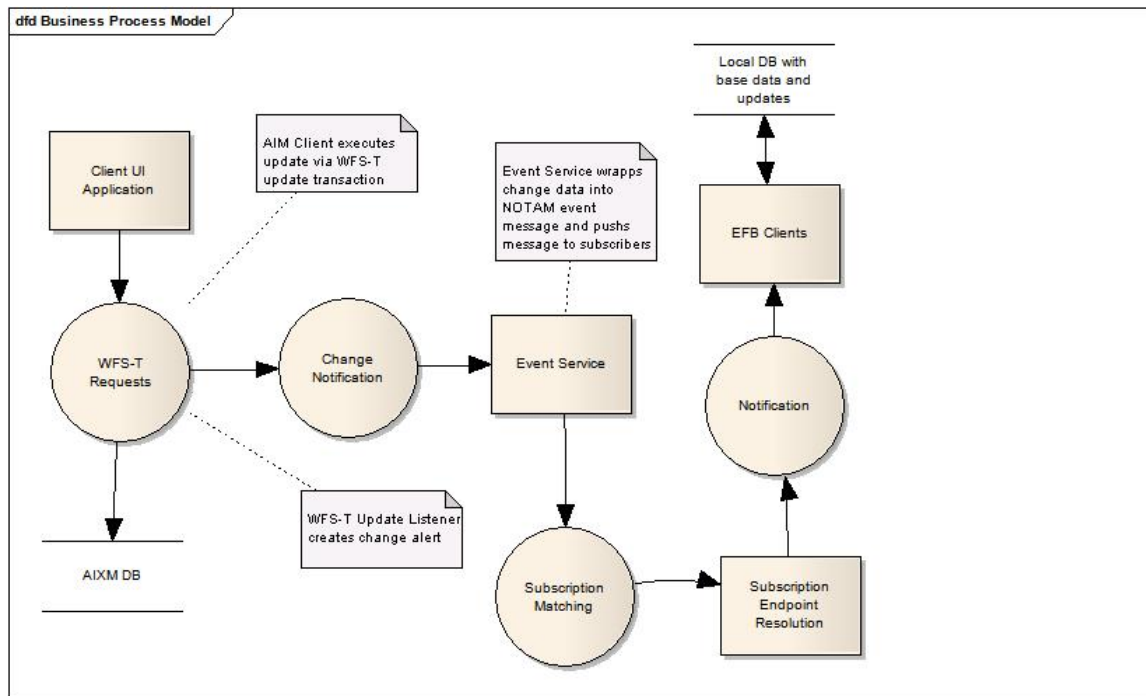 dfd Business Process Model
Local DB with
base data and
updates
AIM Client executes
update via WFS-T
update transaction
Client UI
Application
Event Service wrapps
change data into
NOTAM event
message and pushs
message to subscribers
EFB Clients
WFS-T
Requests
Change
Notification
Event Service
Notification
WFS-T Update Listener
creates change alert
AIXM DB
Subscription
Matching
Subscription
Endpoint
Resolution